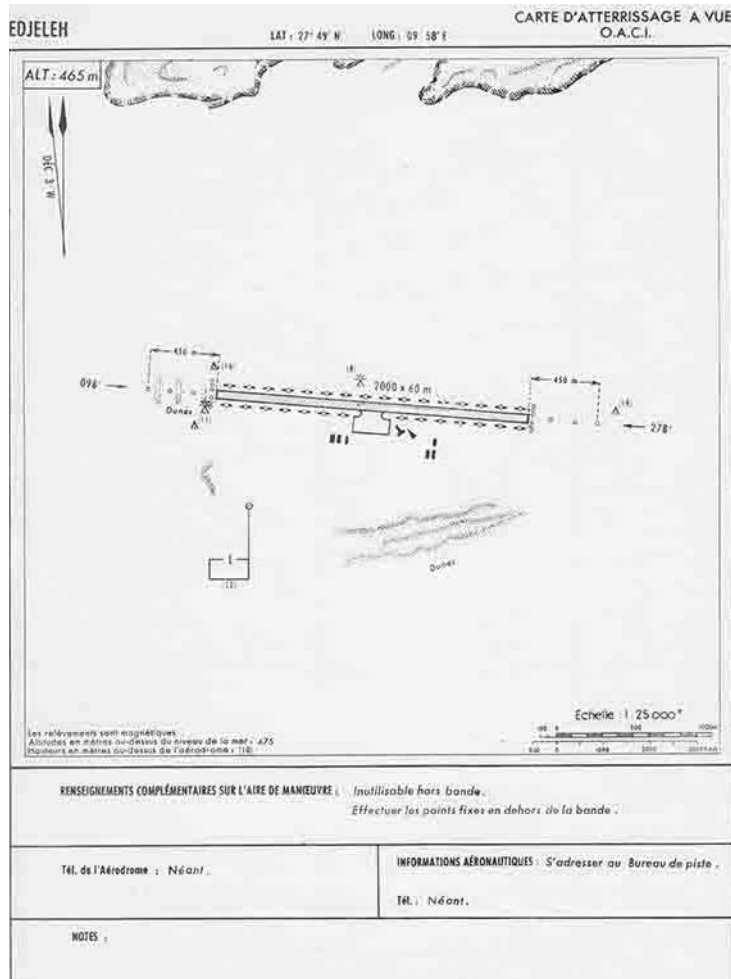 EDJELEH
LAT : 27° 49' N LONG : 09 58' E
CARTE D'ATTERRISSAGE A VUE
O.A.C.I.
ALT : 465 m
DEC 3° W
450 m
098°
Dunes
2000 x 60 m
450 m
278°
Dunes
Echelle 1 25 000°
Les relèvements sont magnétiques
Altitudes en mètres au-dessus du niveau de la mer : 475
Hauteurs en mètres au-dessus de l'aérodrome : (10)
RENSEIGNEMENTS COMPLÉMENTAIRES SUR L'AIRE DE MANŒUVRE : Inutilisable hors bande.
Effectuer les points fixes en dehors de la bande .
Tél. de l'Aérodrome : Néant.
INFORMATIONS AÉRONAUTIQUES : S'adresser au Bureau de piste .
Tél. : Néant.
NOTES :